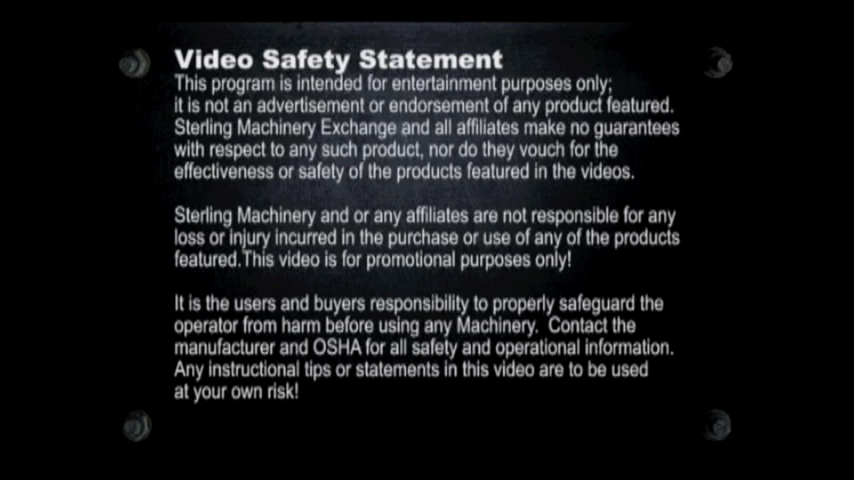 Video Safety Statement
This program is intended for entertainment purposes only;
it is not an advertisement or endorsement of any product featured.
Sterling Machinery Exchange and all affiliates make no guarantees
with respect to any such product, nor do they vouch for the
effectiveness or safety of the products featured in the videos.
Sterling Machinery and or any affiliates are not responsible for any
loss or injury incurred in the purchase or use of any of the products
featured.This video is for promotional purposes only!
It is the users and buyers responsibility to properly safeguard the
operator from harm before using any Machinery.  Contact the
manufacturer and OSHA for all safety and operational information.
Any instructional tips or statements in this video are to be used
at your own risk!